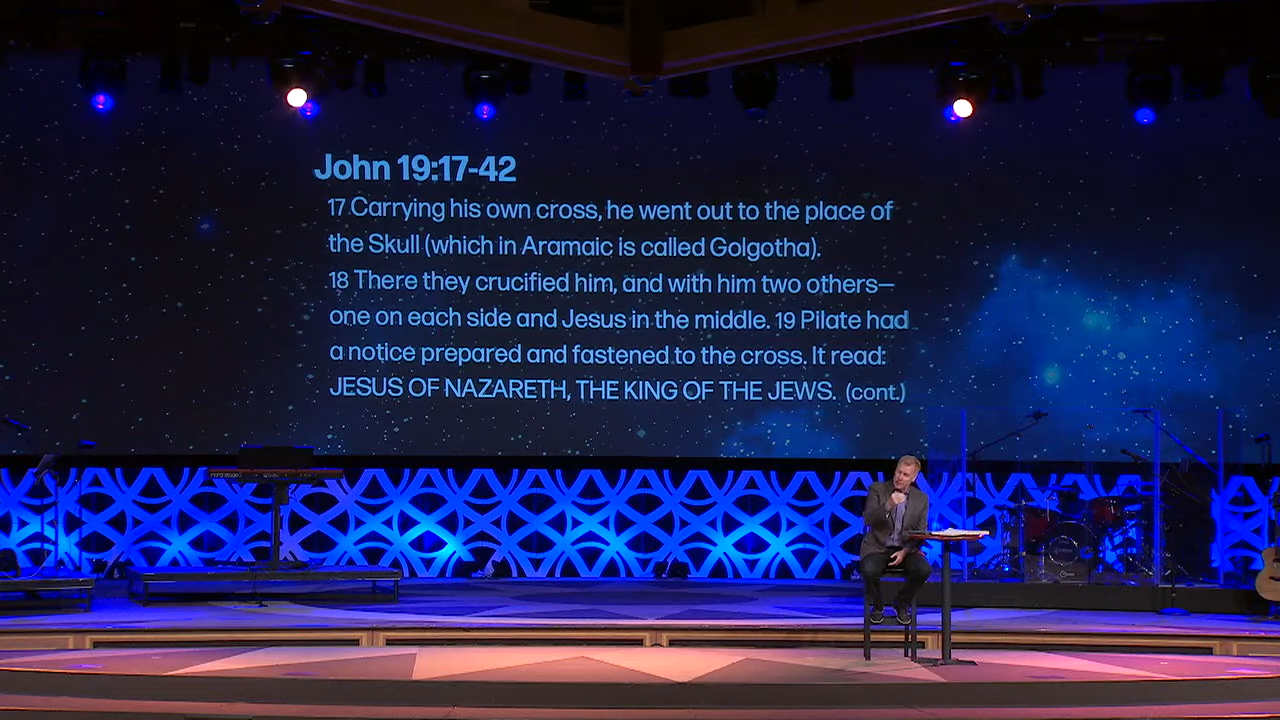 John 19:17-42
17 Carrying his own cross, he went out to the place of
the Skull (which in Aramaic is called Golgotha).
18 There they crucified him, and with him two others—
one on each side and Jesus in the middle. 19 Pilate had
a notice prepared and fastened to the cross. It read:
JESUS OF NAZARETH, THE KING OF THE JEWS. (cont.)